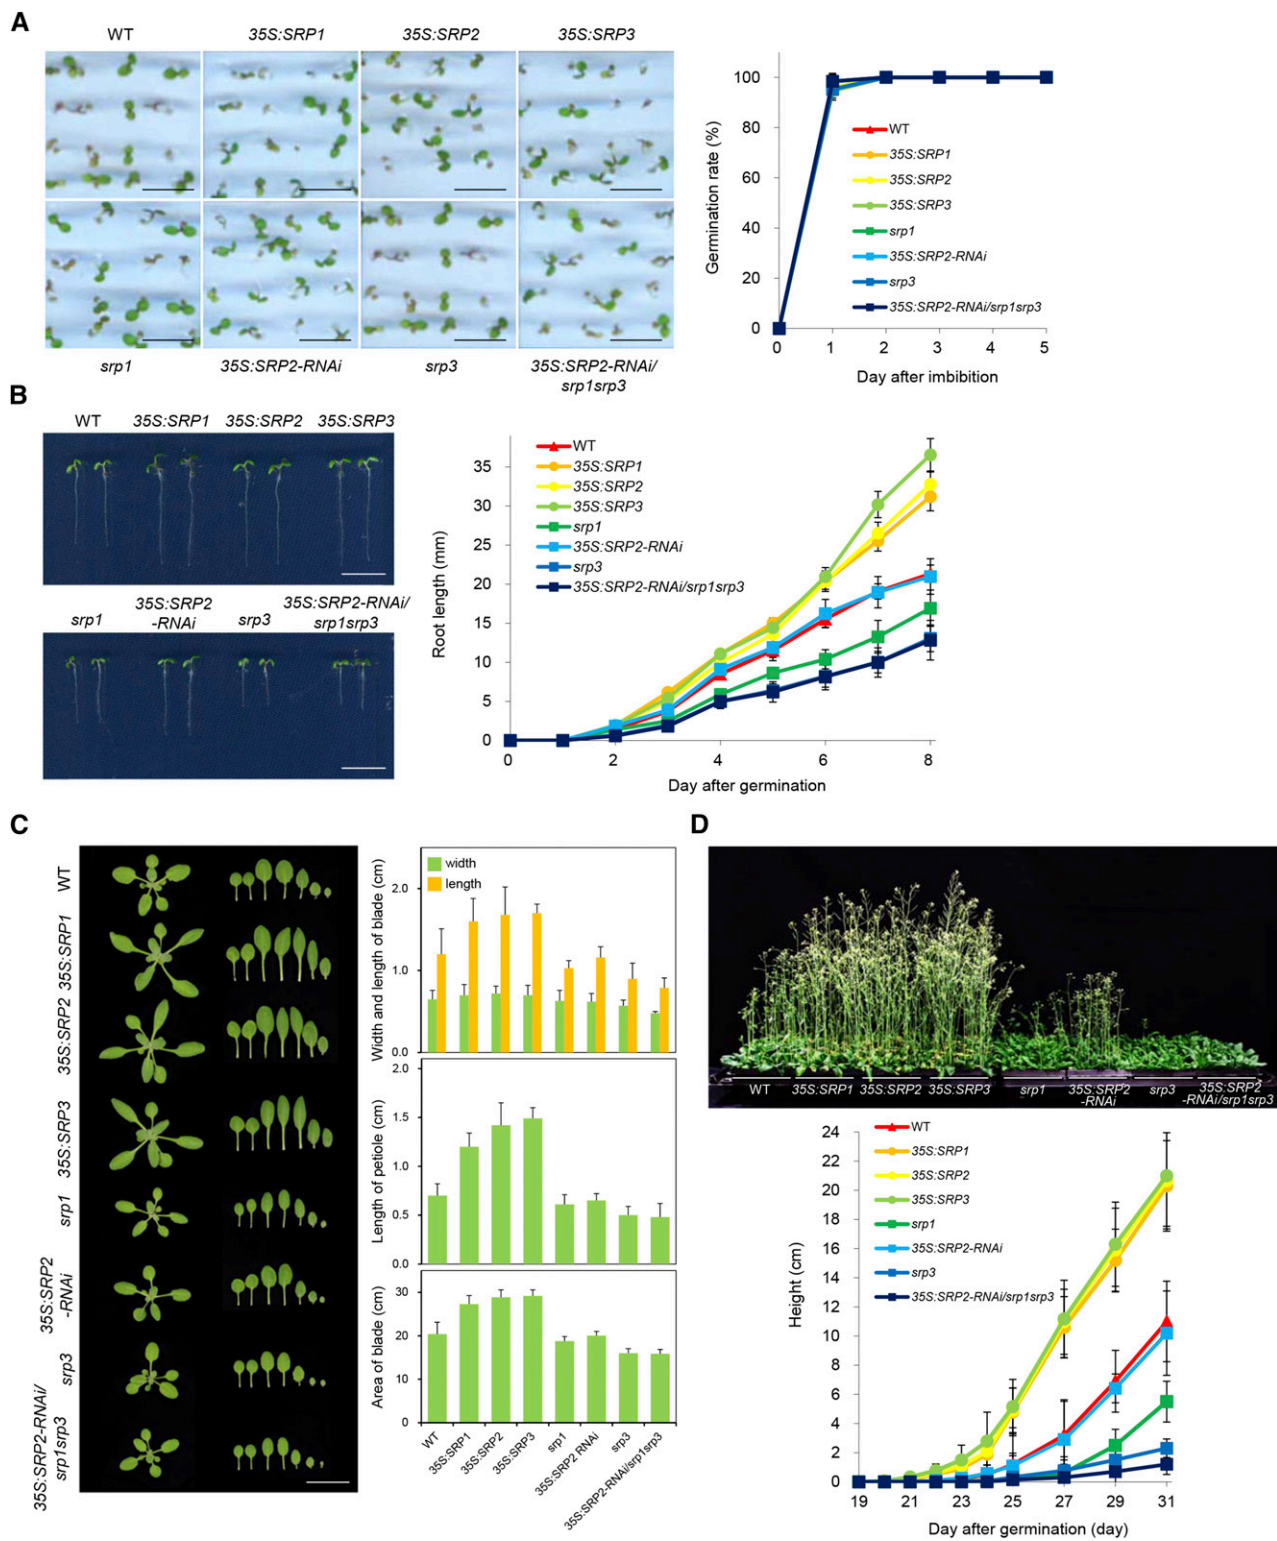 A
WT 35S:SRP1 35S:SRP2 35S:SRP3
srp1 35S:SRP2-RNAi srp3 35S:SRP2-RNAi/
srp1srp3
Germination rate (%)
100
80
60
40
20
0
WT
35S:SRP1
35S:SRP2
35S:SRP3
srp1
35S:SRP2-RNAi
srp3
35S:SRP2-RNAi/srp1srp3
0 1 2 3 4 5
Day after imbibition
B
WT 35S:SRP1 35S:SRP2 35S:SRP3
srp1 35S:SRP2
-RNAi srp3 35S:SRP2-RNAi/
srp1srp3
Root length (mm)
35
30
25
20
15
10
5
0
WT
35S:SRP1
35S:SRP2
35S:SRP3
srp1
35S:SRP2-RNAi
srp3
35S:SRP2-RNAi/srp1srp3
0 2 4 6 8
Day after germination
C
WT
35S:SRP1
35S:SRP2
35S:SRP3
srp1
35S:SRP2
-RNAi
srp3
35S:SRP2-RNAi/
srp1srp3
Width and length of blade (cm)
width
length
2.0
1.0
0.0
Length of petiole (cm)
2.0
1.5
1.0
0.5
0.0
Area of blade (cm)
30
20
10
0
WT
35S:SRP1
35S:SRP2
35S:SRP3
srp1
35S:SRP2 RNAi
srp3
35S:SRP2-RNAi/srp1srp3
D
WT 35S:SRP1 35S:SRP2 35S:SRP3 srp1 35S:SRP2
-RNAi srp3 35S:SRP2
-RNAi/srp1srp3
Height (cm)
24
22
20
18
16
14
12
10
8
6
4
2
0
WT
35S:SRP1
35S:SRP2
35S:SRP3
srp1
35S:SRP2-RNAi
srp3
35S:SRP2-RNAi/srp1srp3
19 21 23 25 27 29 31
Day after germination (day)